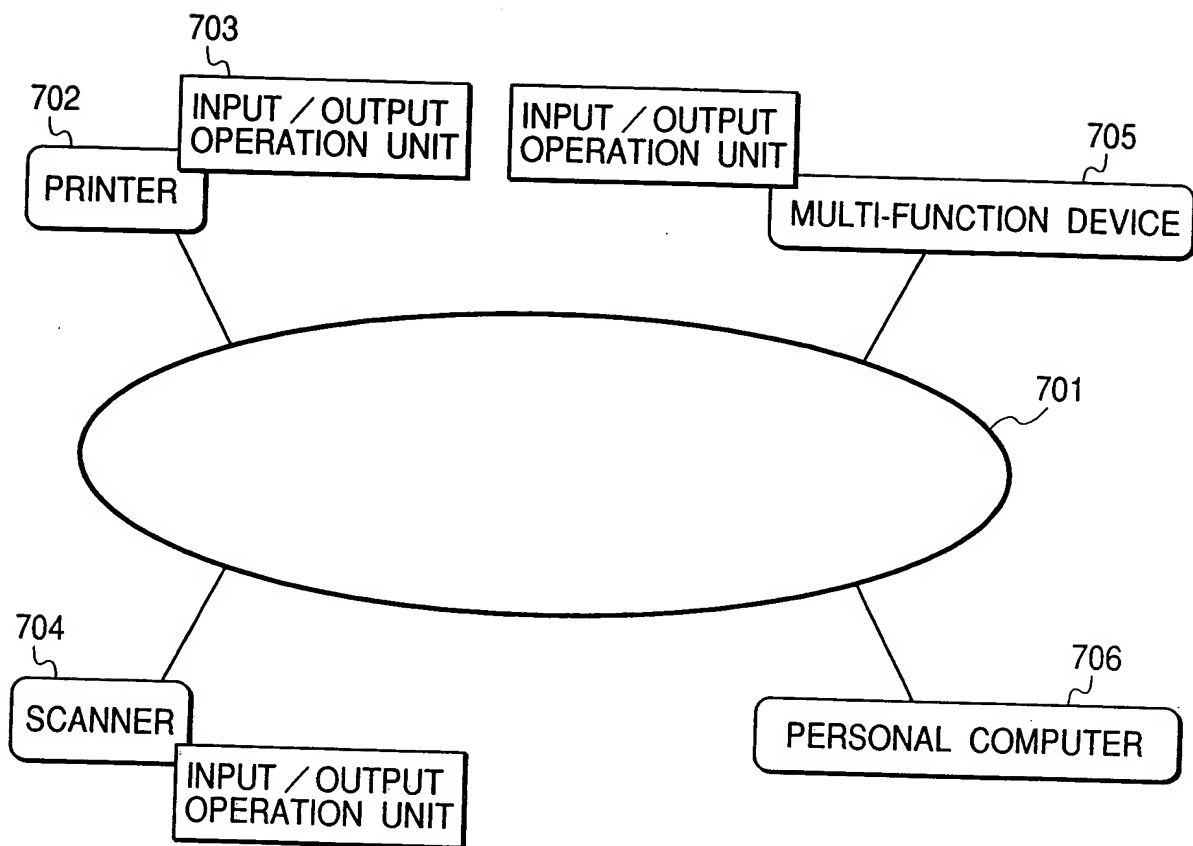 703
702
INPUT / OUTPUT
OPERATION UNIT
PRINTER
INPUT / OUTPUT
OPERATION UNIT
705
MULTI-FUNCTION DEVICE
701
704
SCANNER
INPUT / OUTPUT
OPERATION UNIT
706
PERSONAL COMPUTER